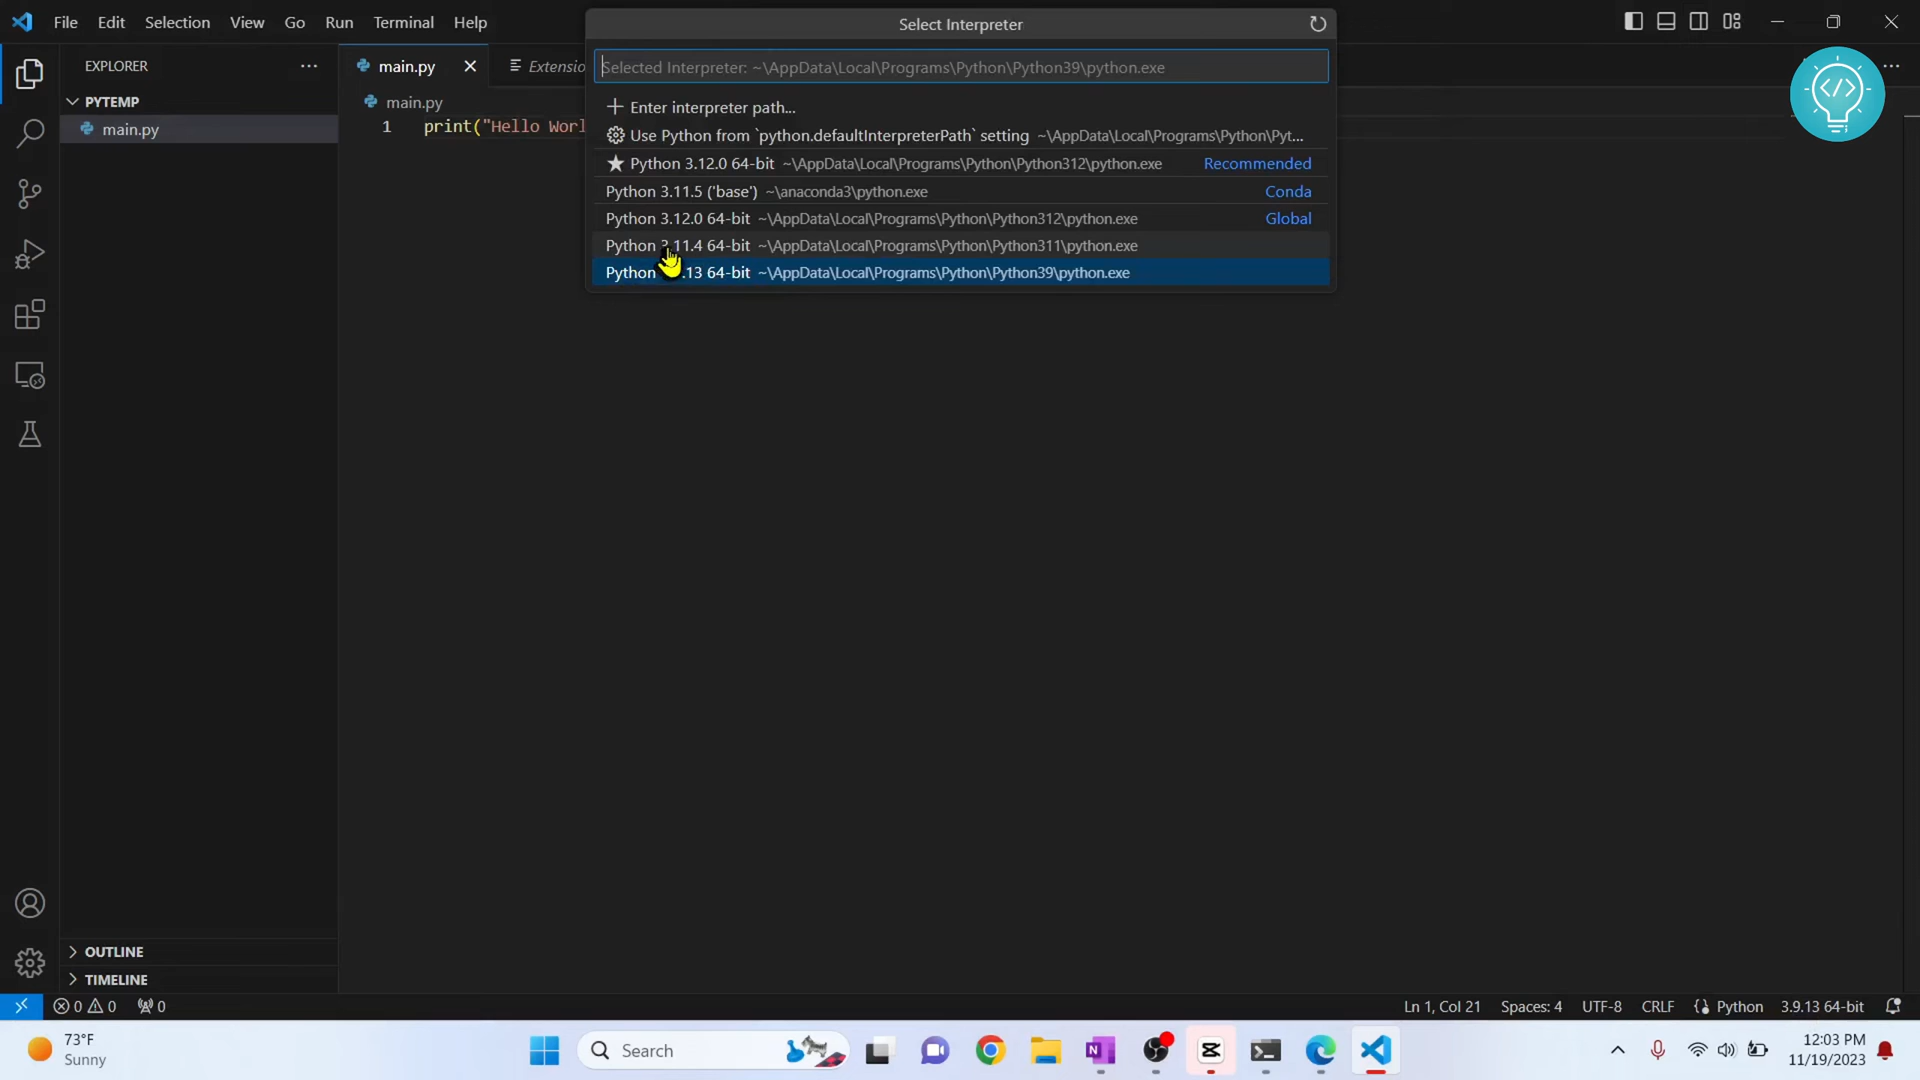 File Edit Selection View Go Run Terminal Help
Select Interpreter
EXPLORER
main.py
Extensio
Selected Interpreter: ~\AppData\Local\Programs\Python\Python39\python.exe
PYTEMP
main.py
main.py
1 print("Hello Worl
Enter interpreter path...
Use Python from `python.defaultInterpreterPath` setting ~\AppData\Local\Programs\Python\Pyt...
Python 3.12.0 64-bit ~\AppData\Local\Programs\Python\Python312\python.exe Recommended
Python 3.11.5 ('base') ~\anaconda3\python.exe Conda
Python 3.12.0 64-bit ~\AppData\Local\Programs\Python\Python312\python.exe Global
Python 3.11.4 64-bit ~\AppData\Local\Programs\Python\Python311\python.exe
Python .13 64-bit ~\AppData\Local\Programs\Python\Python39\python.exe
OUTLINE
TIMELINE
0 0 0
Ln 1, Col 21 Spaces: 4 UTF-8 CRLF Python 3.9.13 64-bit
73°F
Sunny
Search
12:03 PM
11/19/2023